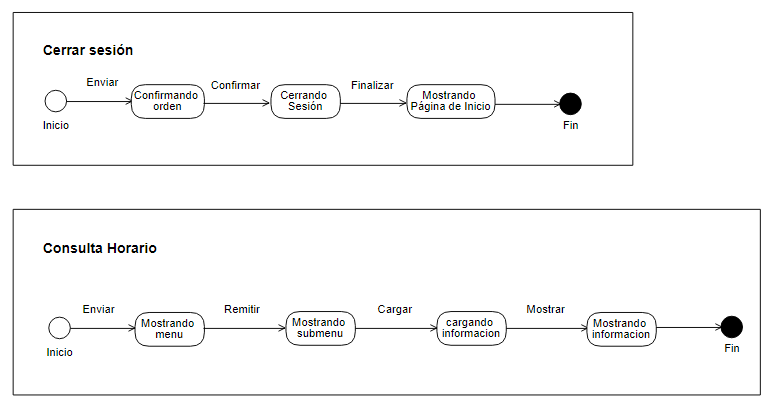 Cerrar sesión
Enviar
Confirmar
Finalizar
Confirmando
orden
Cerrando
Sesión
Mostrando
Página de Inicio
Inicio
Fin
Consulta Horario
Enviar
Remitir
Cargar
Mostrar
Mostrando
menu
Mostrando
submenu
cargando
informacion
Mostrando
informacion
Inicio
Fin